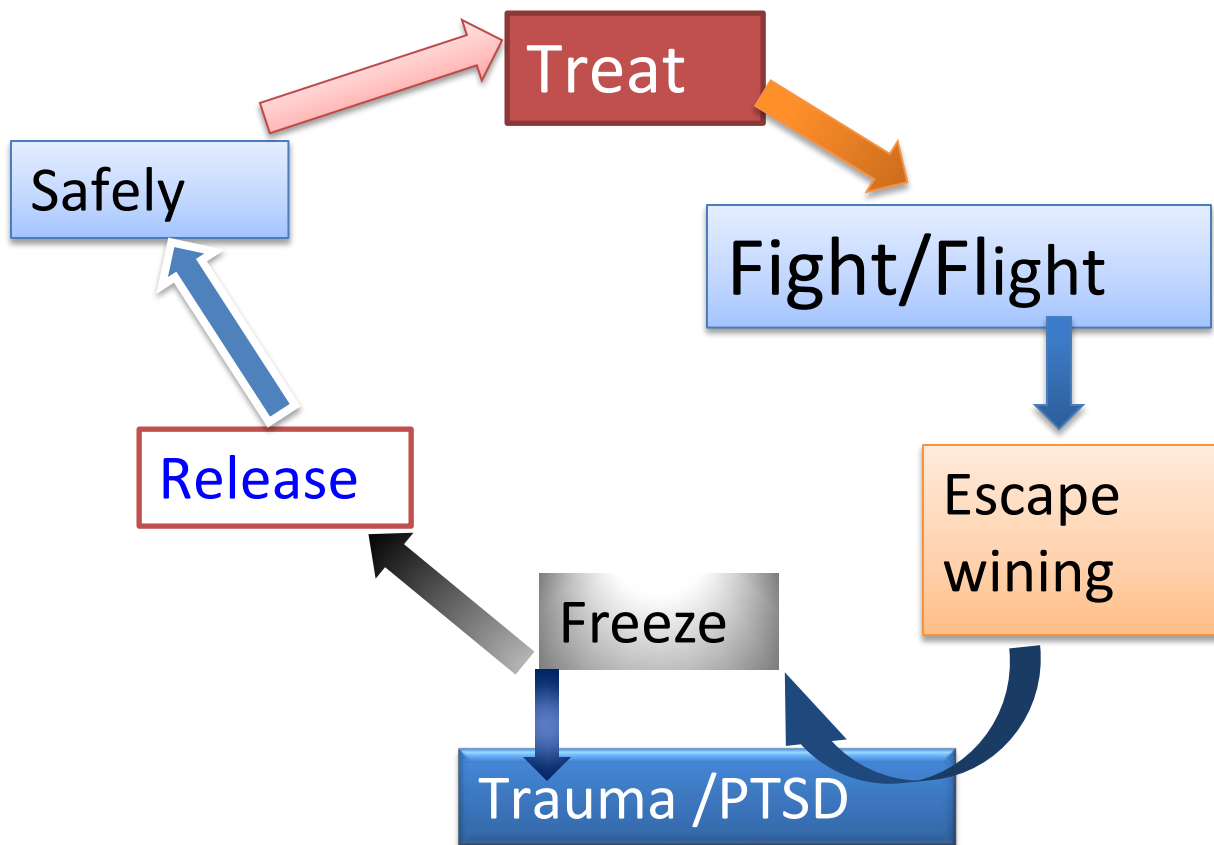 Treat
Safely
Fight/Flight
Release
Escape
wining
Freeze
Trauma /PTSD